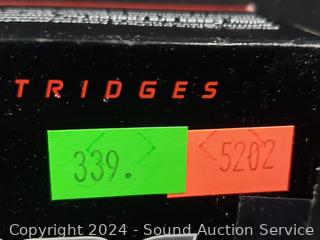 TRIDGES
339.
5202
Copyright 2024 - Sound Auction Service